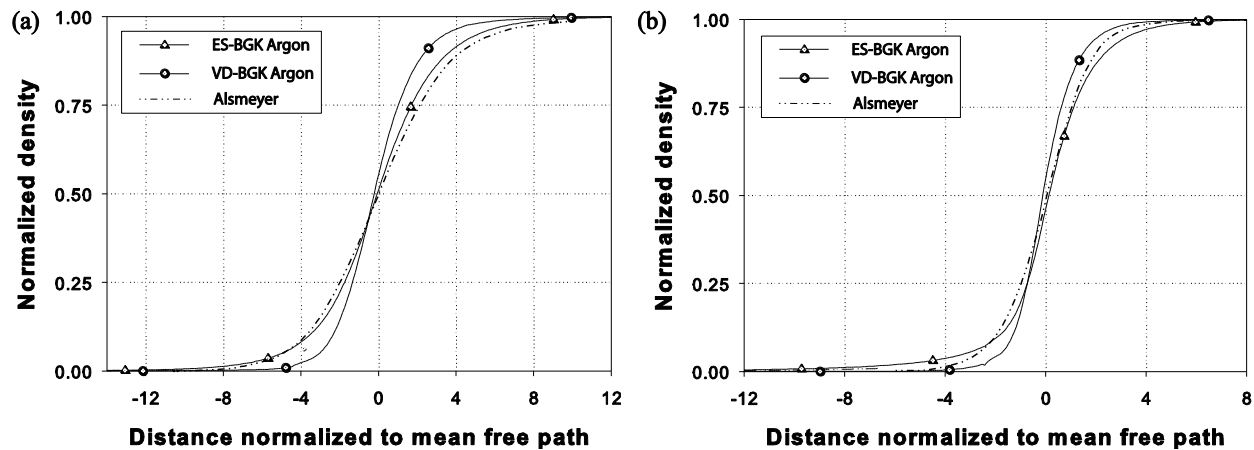 (a)
1.00
0.75
0.50
0.25
0.00
Normalized density
ES-BGK Argon
VD-BGK Argon
Alsmeyer
-12 -8 -4 0 4 8 12
Distance normalized to mean free path
(b)
1.00
0.75
0.50
0.25
0.00
Normalized density
ES-BGK Argon
VD-BGK Argon
Alsmeyer
-12 -8 -4 0 4 8
Distance normalized to mean free path